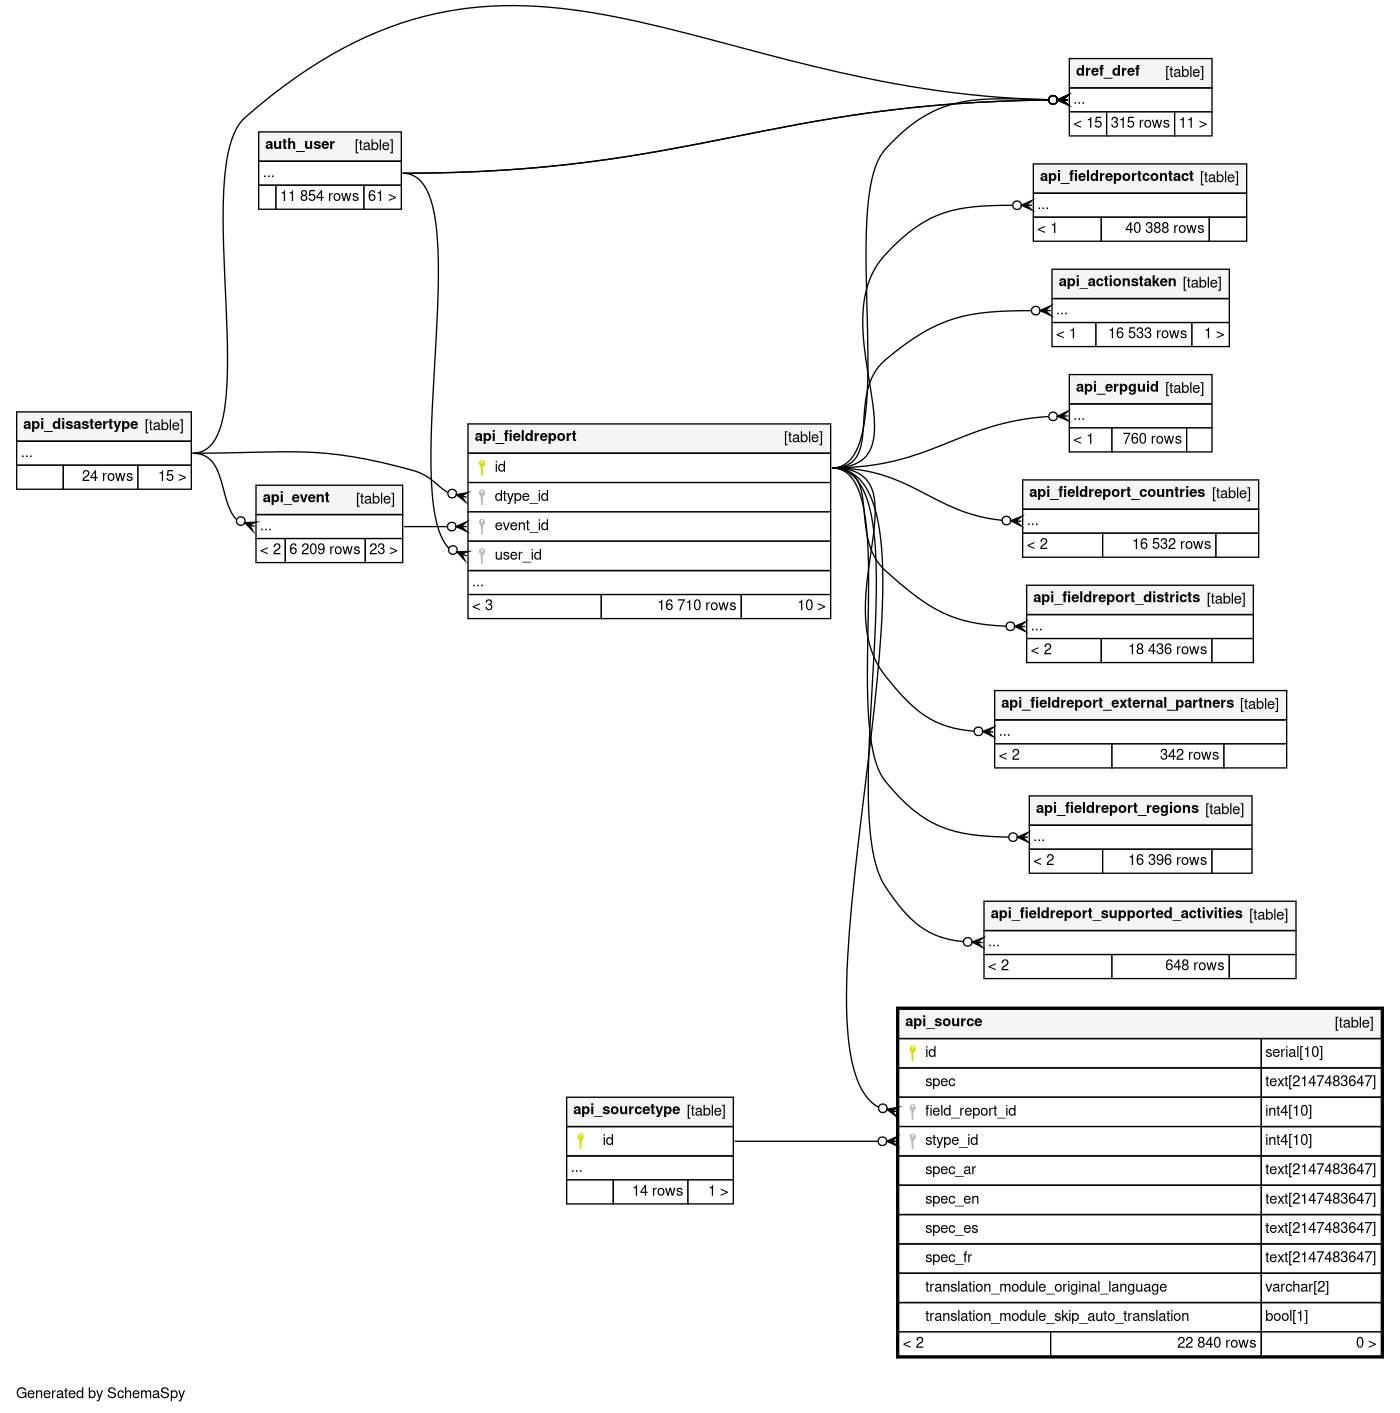 dref_dref [table]
...
< 15 315 rows 11 >
auth_user [table]
...
11 854 rows 61 >
api_fieldreportcontact [table]
...
< 1 40 388 rows
api_actionstaken [table]
...
< 1 16 533 rows 1 >
api_erpguid [table]
...
< 1 760 rows
api_disastertype [table]
...
24 rows 15 >
api_event [table]
...
< 2 6 209 rows 23 >
api_fieldreport [table]
id
dtype_id
event_id
user_id
...
< 3 16 710 rows 10 >
api_fieldreport_countries [table]
...
< 2 16 532 rows
api_fieldreport_districts [table]
...
< 2 18 436 rows
api_fieldreport_external_partners [table]
...
< 2 342 rows
api_fieldreport_regions [table]
...
< 2 16 396 rows
api_fieldreport_supported_activities [table]
...
< 2 648 rows
api_sourcetype [table]
id
...
14 rows 1 >
api_source [table]
id serial[10]
spec text[2147483647]
field_report_id int4[10]
stype_id int4[10]
spec_ar text[2147483647]
spec_en text[2147483647]
spec_es text[2147483647]
spec_fr text[2147483647]
translation_module_original_language varchar[2]
translation_module_skip_auto_translation bool[1]
< 2 22 840 rows 0 >
Generated by SchemaSpy